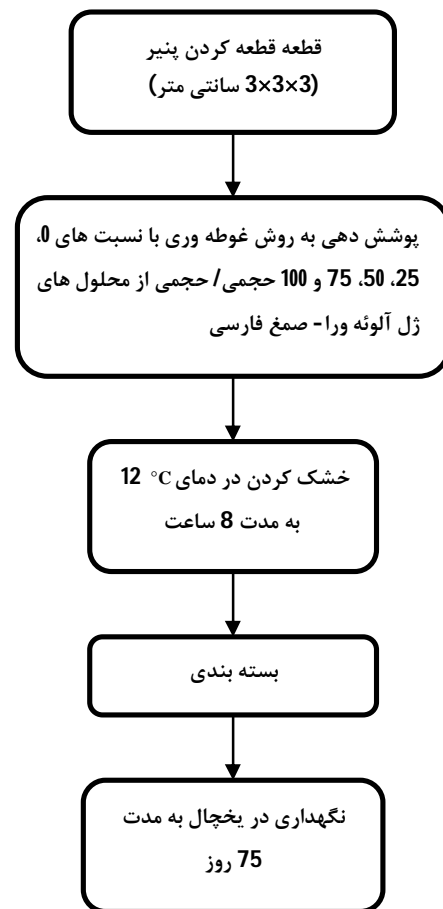 قطعه قطعه کردن پنیر
(3×3×3 سانتی متر)
پوشش دهی به روش غوطه وری با نسبت های 0،
25، 50، 75 و 100 حجمی/ حجمی از محلول های
ژل آلوئه ورا- صمغ فارسی
خشک کردن در دمای 12 °C
به مدت 8 ساعت
بسته بندی
نگهداری در یخچال به مدت
75 روز